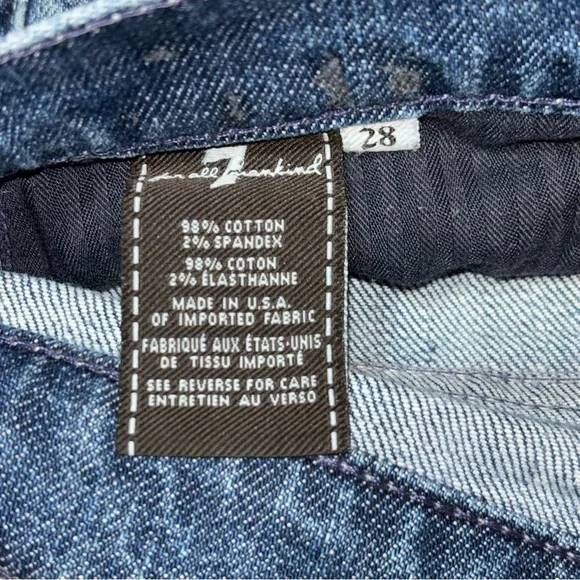 28
7
for all mankind
98% COTTON
2% SPANDEX
98% COTON
2% ÉLASTHANNE
MADE IN U.S.A.
OF IMPORTED FABRIC
FABRIQUÉ AUX ÉTATS-UNIS
DE TISSU IMPORTÉ
SEE REVERSE FOR CARE
ENTRETIEN AU VERSO